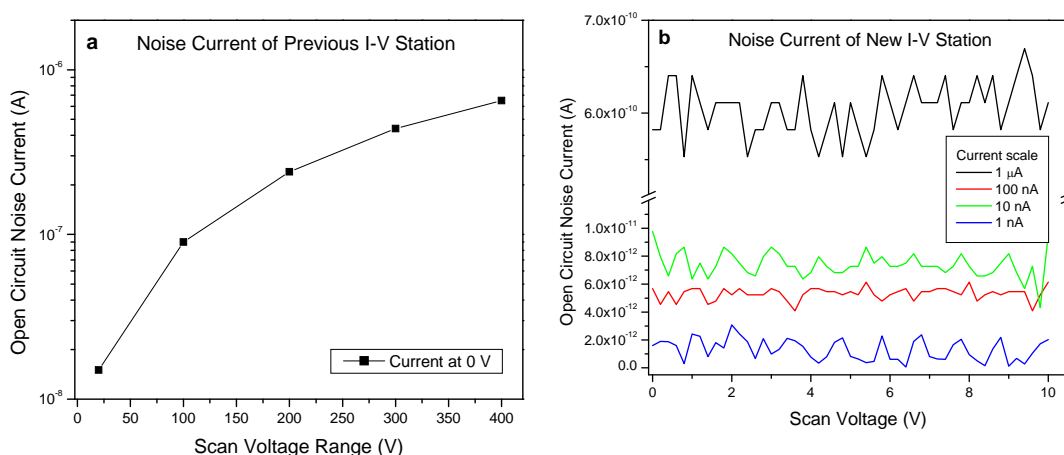 a
Noise Current of Previous I-V Station
10⁻⁶
10⁻⁷
10⁻⁸
Open Circuit Noise Current (A)
Current at 0 V
0 50 100 150 200 250 300 350 400
Scan Voltage Range (V)
b
Noise Current of New I-V Station
7.0x10⁻¹⁰
6.0x10⁻¹⁰
1.0x10⁻¹¹
8.0x10⁻¹²
6.0x10⁻¹²
4.0x10⁻¹²
2.0x10⁻¹²
0.0
Open Circuit Noise Current (A)
Current scale
1 μA
100 nA
10 nA
1 nA
0 2 4 6 8 10
Scan Voltage (V)